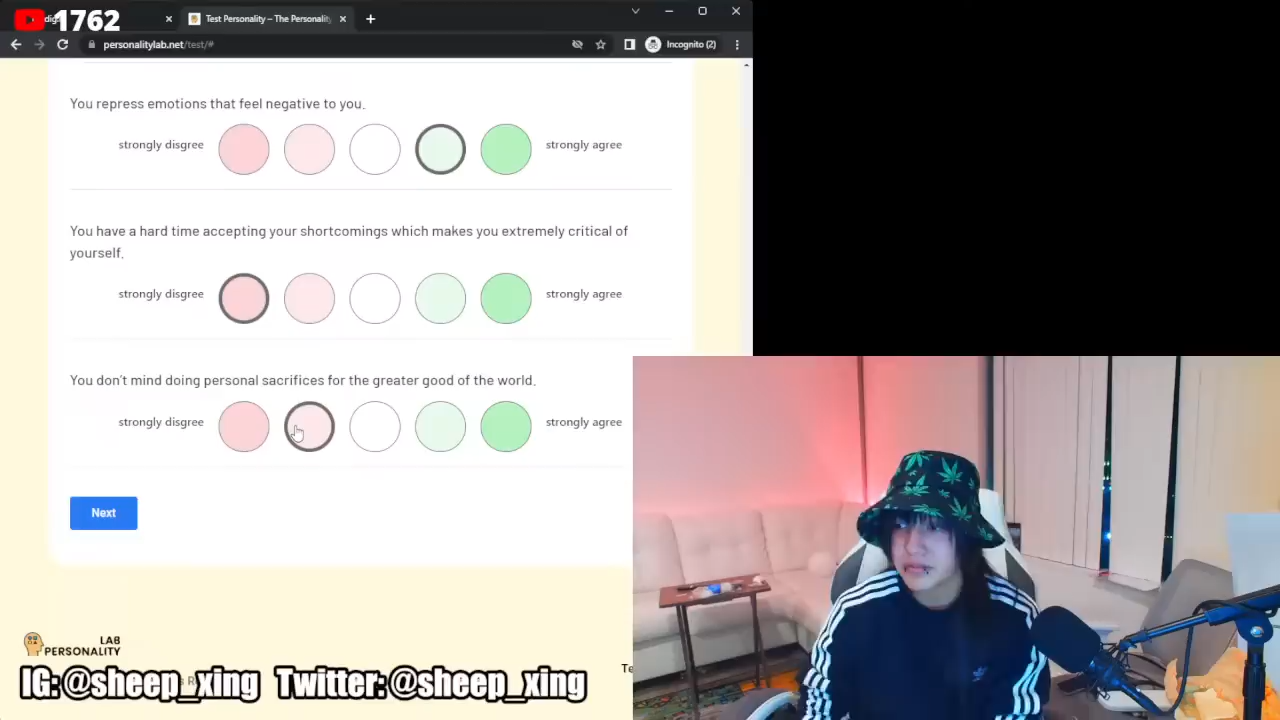 1762
Test Personality – The Personality
personalitylab.net/test/#
Incognito (2)
You repress emotions that feel negative to you.
strongly disgree
strongly agree
You have a hard time accepting your shortcomings which makes you extremely critical of
yourself.
strongly disgree
strongly agree
You don't mind doing personal sacrifices for the greater good of the world.
strongly disgree
strongly agree
Next
LAB
PERSONALITY
IG:@sheep_xing Twitter:@sheep_xing